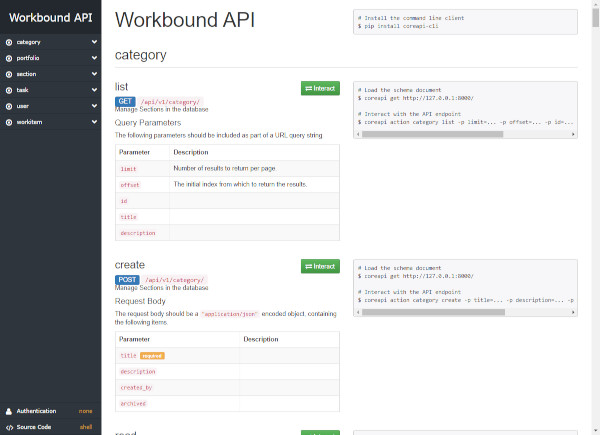 Workbound API
category
portfolio
section
task
user
workitem
Authentication none
Source Code shell
Workbound API
# Install the command line client
$ pip install coreapi-cli
category
list
Interact
GET /api/v1/category/
Manage Sections in the database
Query Parameters
The following parameters should be included as part of a URL query string.
Parameter Description
limit Number of results to return per page.
offset The initial index from which to return the results.
id
title
description
# Load the schema document
$ coreapi get http://127.0.0.1:8000/
# Interact with the API endpoint
$ coreapi action category list -p limit=... -p offset=... -p id=...
create
Interact
POST /api/v1/category/
Manage Sections in the database
Request Body
The request body should be a "application/json" encoded object, containing
the following items.
Parameter Description
title required
description
created_by
archived
# Load the schema document
$ coreapi get http://127.0.0.1:8000/
# Interact with the API endpoint
$ coreapi action category create -p title=... -p description=... -p